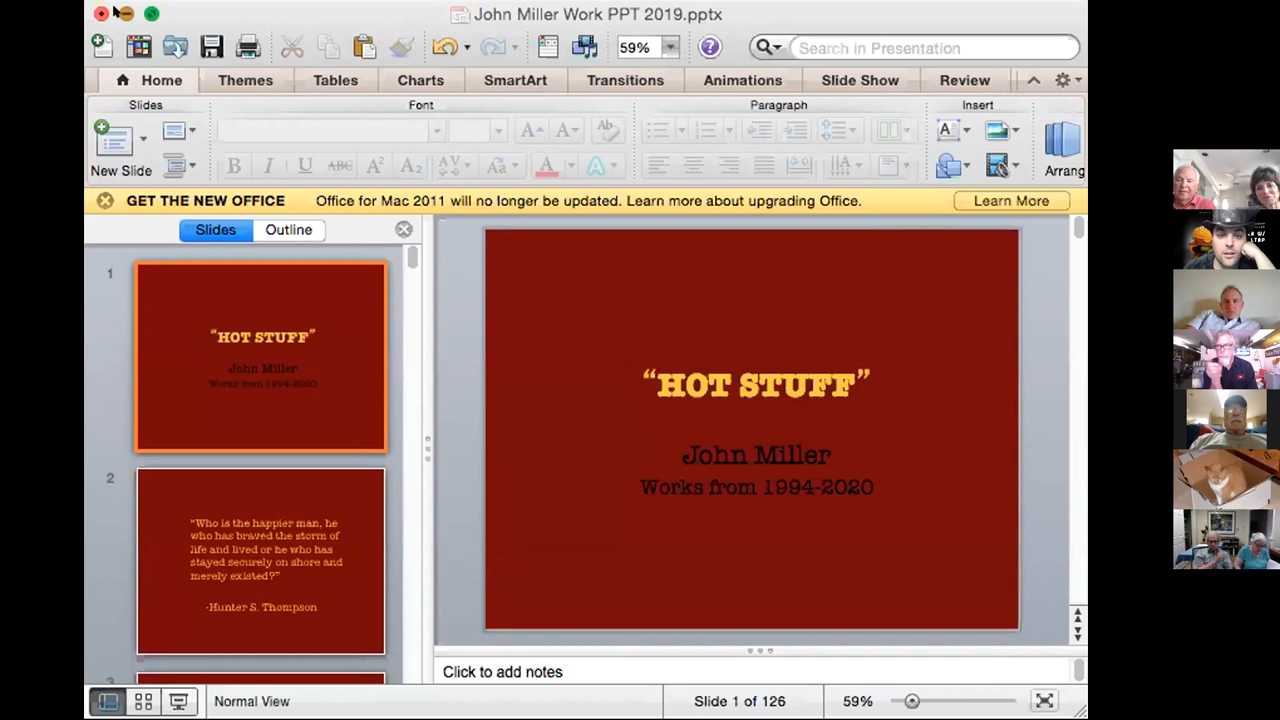 John Miller Work PPT 2019.pptx
59%
Search in Presentation
Home
Themes
Tables
Charts
SmartArt
Transitions
Animations
Slide Show
Review
Slides
Font
Paragraph
Insert
New Slide
Arrang
GET THE NEW OFFICE
Office for Mac 2011 will no longer be updated. Learn more about upgrading Office.
Learn More
Slides
Outline
1
“HOT STUFF”
John Miller
Works from 1994-2020
2
“Who is the happier man, he
who has braved the storm of
life and lived or he who has
stayed securely on shore and
merely existed?”
-Hunter S. Thompson
3
“HOT STUFF”
John Miller
Works from 1994-2020
Click to add notes
Normal View
Slide 1 of 126
59%